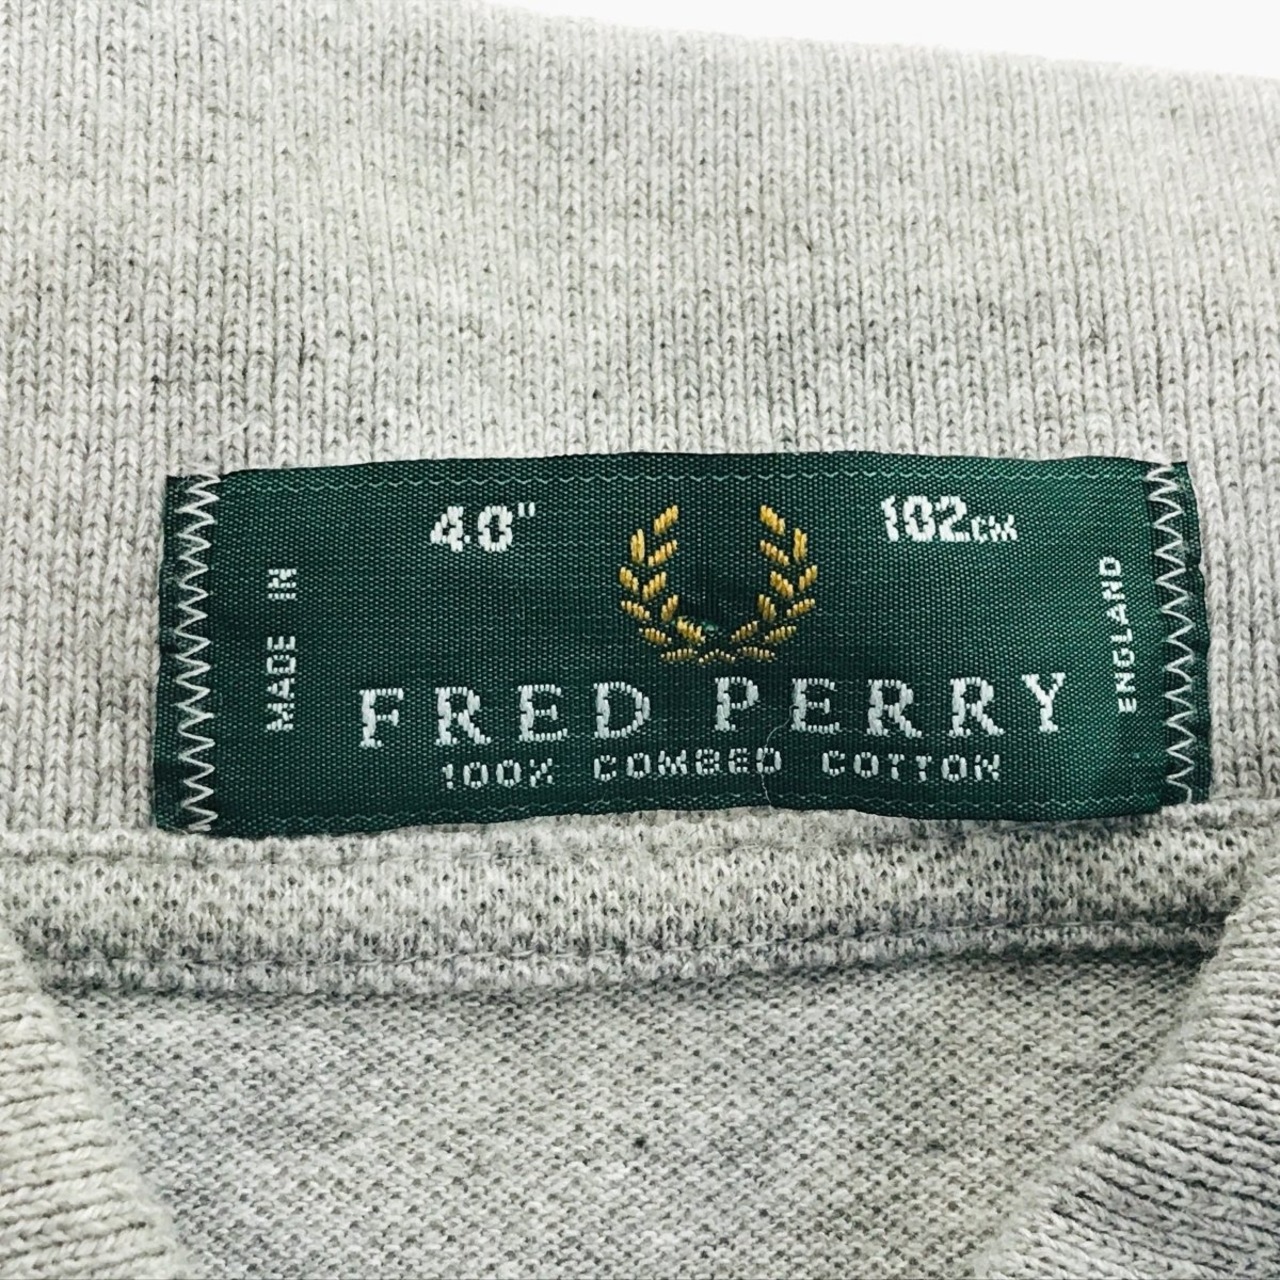 40" 102CM
MADE IN
ENGLAND
FRED PERRY
100% COMBED COTTON